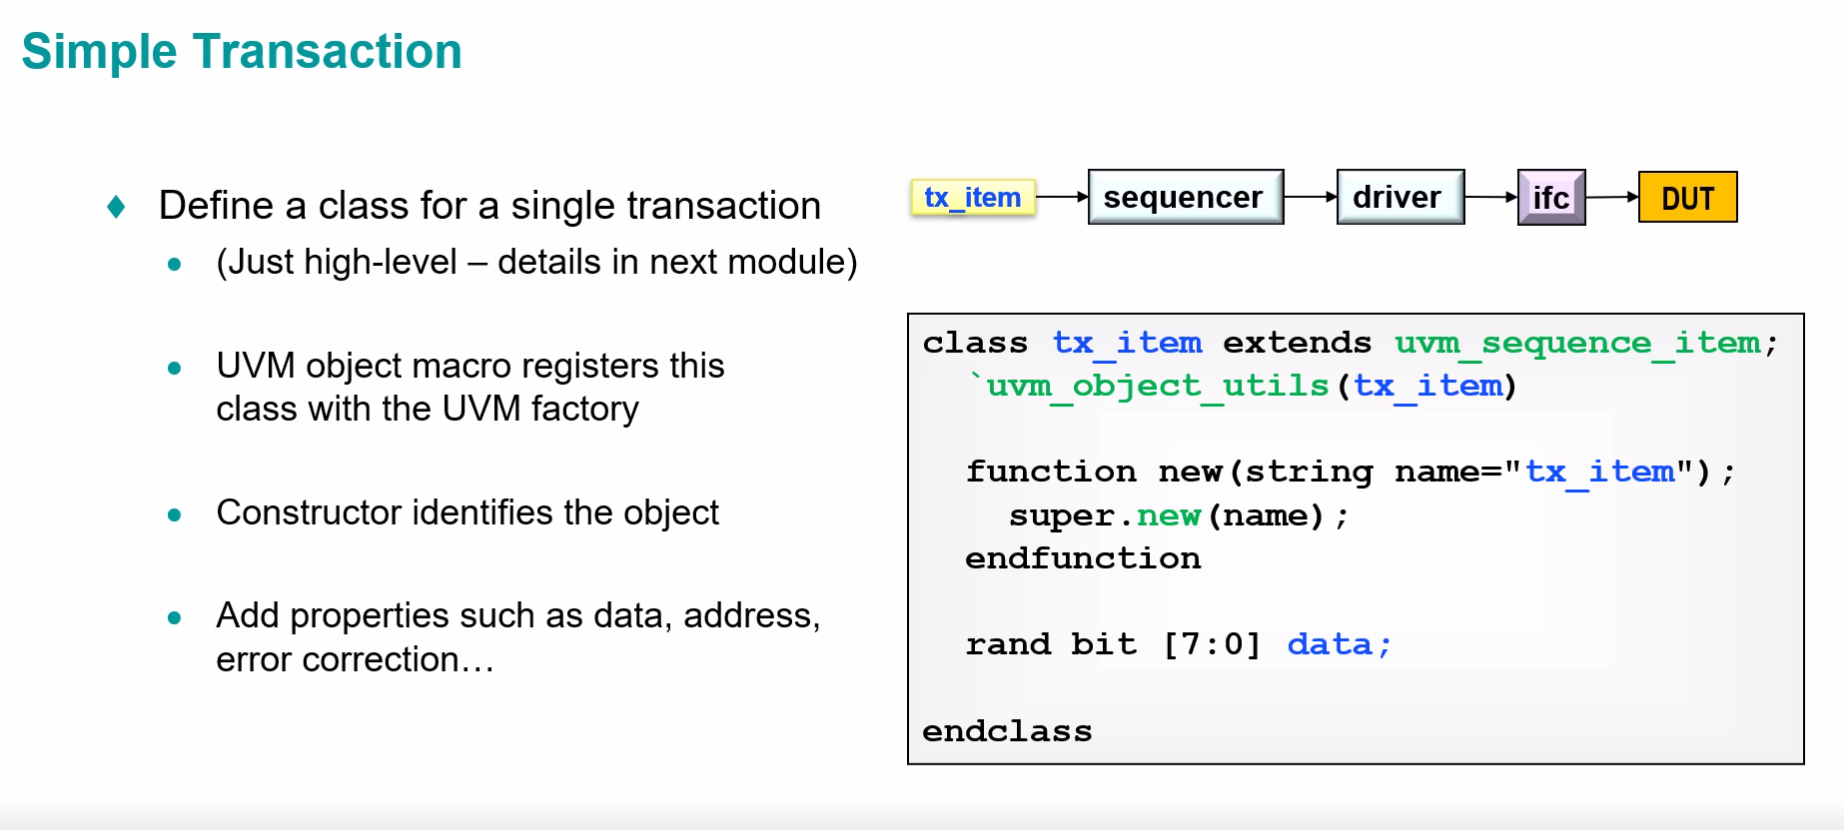 Simple Transaction
Define a class for a single transaction
(Just high-level – details in next module)
UVM object macro registers this
class with the UVM factory
Constructor identifies the object
Add properties such as data, address,
error correction…
tx_item
sequencer
driver
ifc
DUT
class tx_item extends uvm_sequence_item;
`uvm_object_utils(tx_item)
function new(string name="tx_item");
super.new(name);
endfunction
rand bit [7:0] data;
endclass